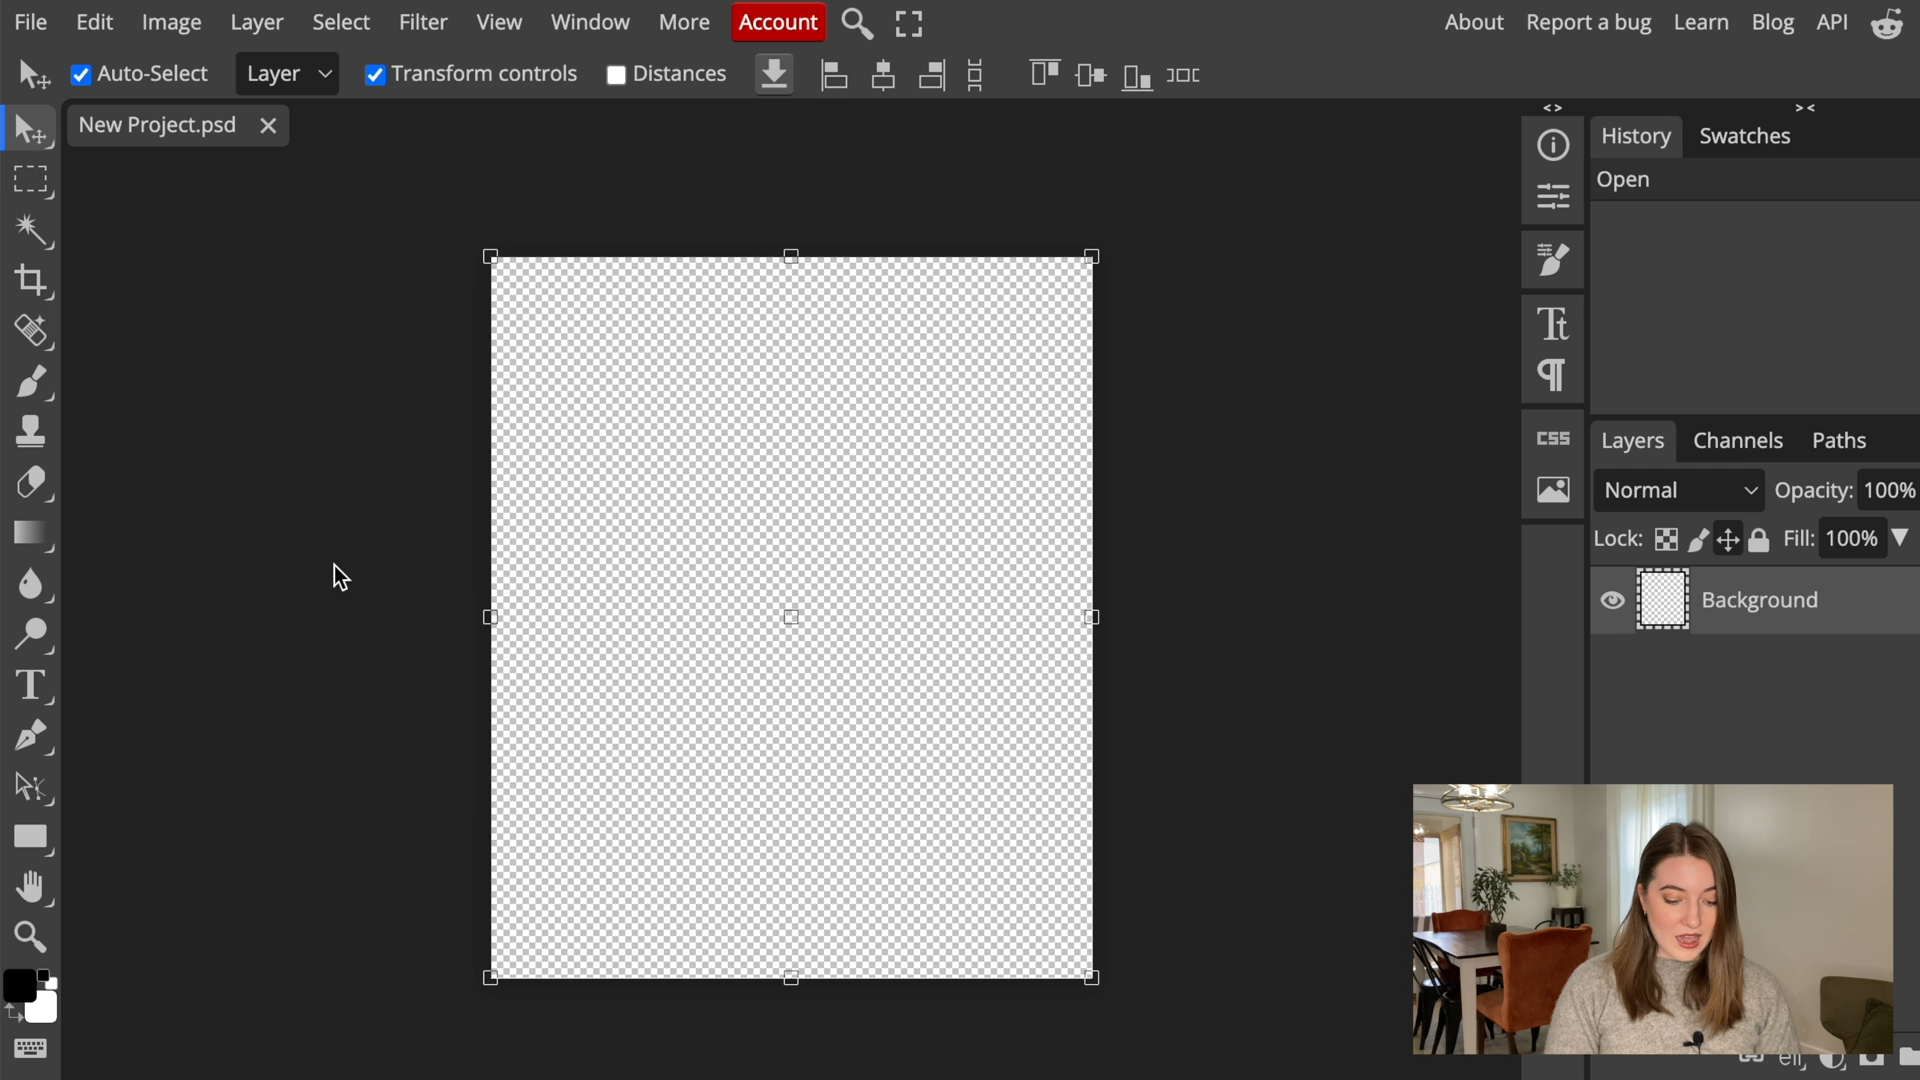 File Edit Image Layer Select Filter View Window More Account About Report a bug Learn Blog API
Auto-Select Layer Transform controls Distances
New Project.psd
History Swatches
Open
Tt
CSS
Layers Channels Paths
Normal Opacity: 100%
Lock: Fill: 100%
Background
T